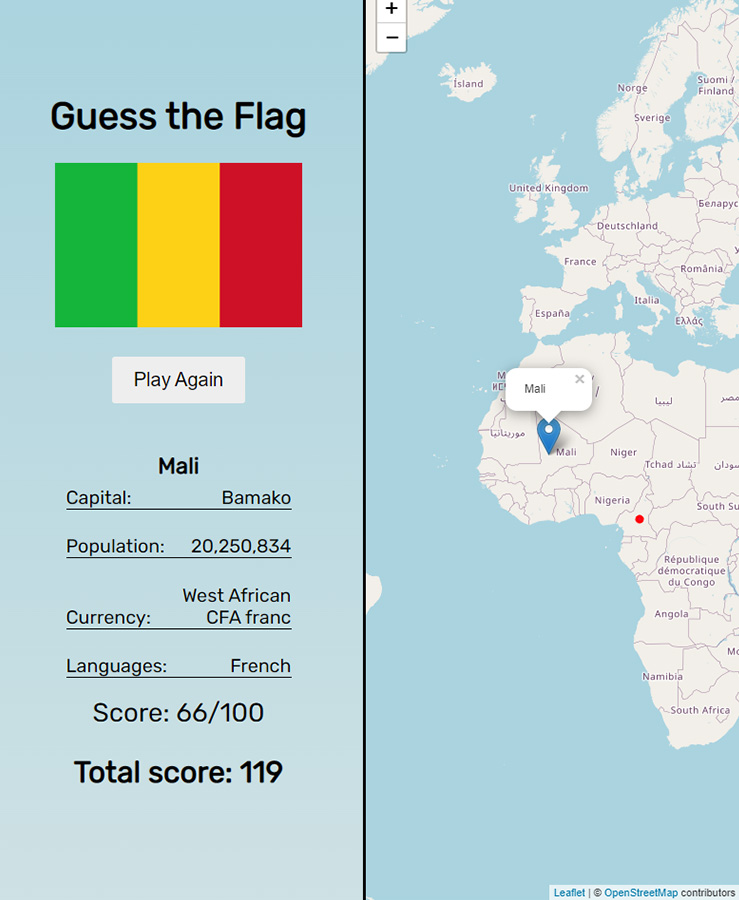 Guess the Flag
Play Again
Mali
Capital: Bamako
Population: 20,250,834
West African
Currency: CFA franc
Languages: French
Score: 66/100
Total score: 119
+
−
Ísland
Norge
Suomi /
Finland
Sverige
United Kingdom
Беларусь
Deutschland
France
România
Italia
España
Ελλάς
Mali
×
ليبيا
مصر
موريتانيا
Mali
Niger
Tchad تشاد
السودان
Nigeria
South Su
République
démocratique
du Congo
Angola
Namibia
South Africa
Leaflet | © OpenStreetMap contributors